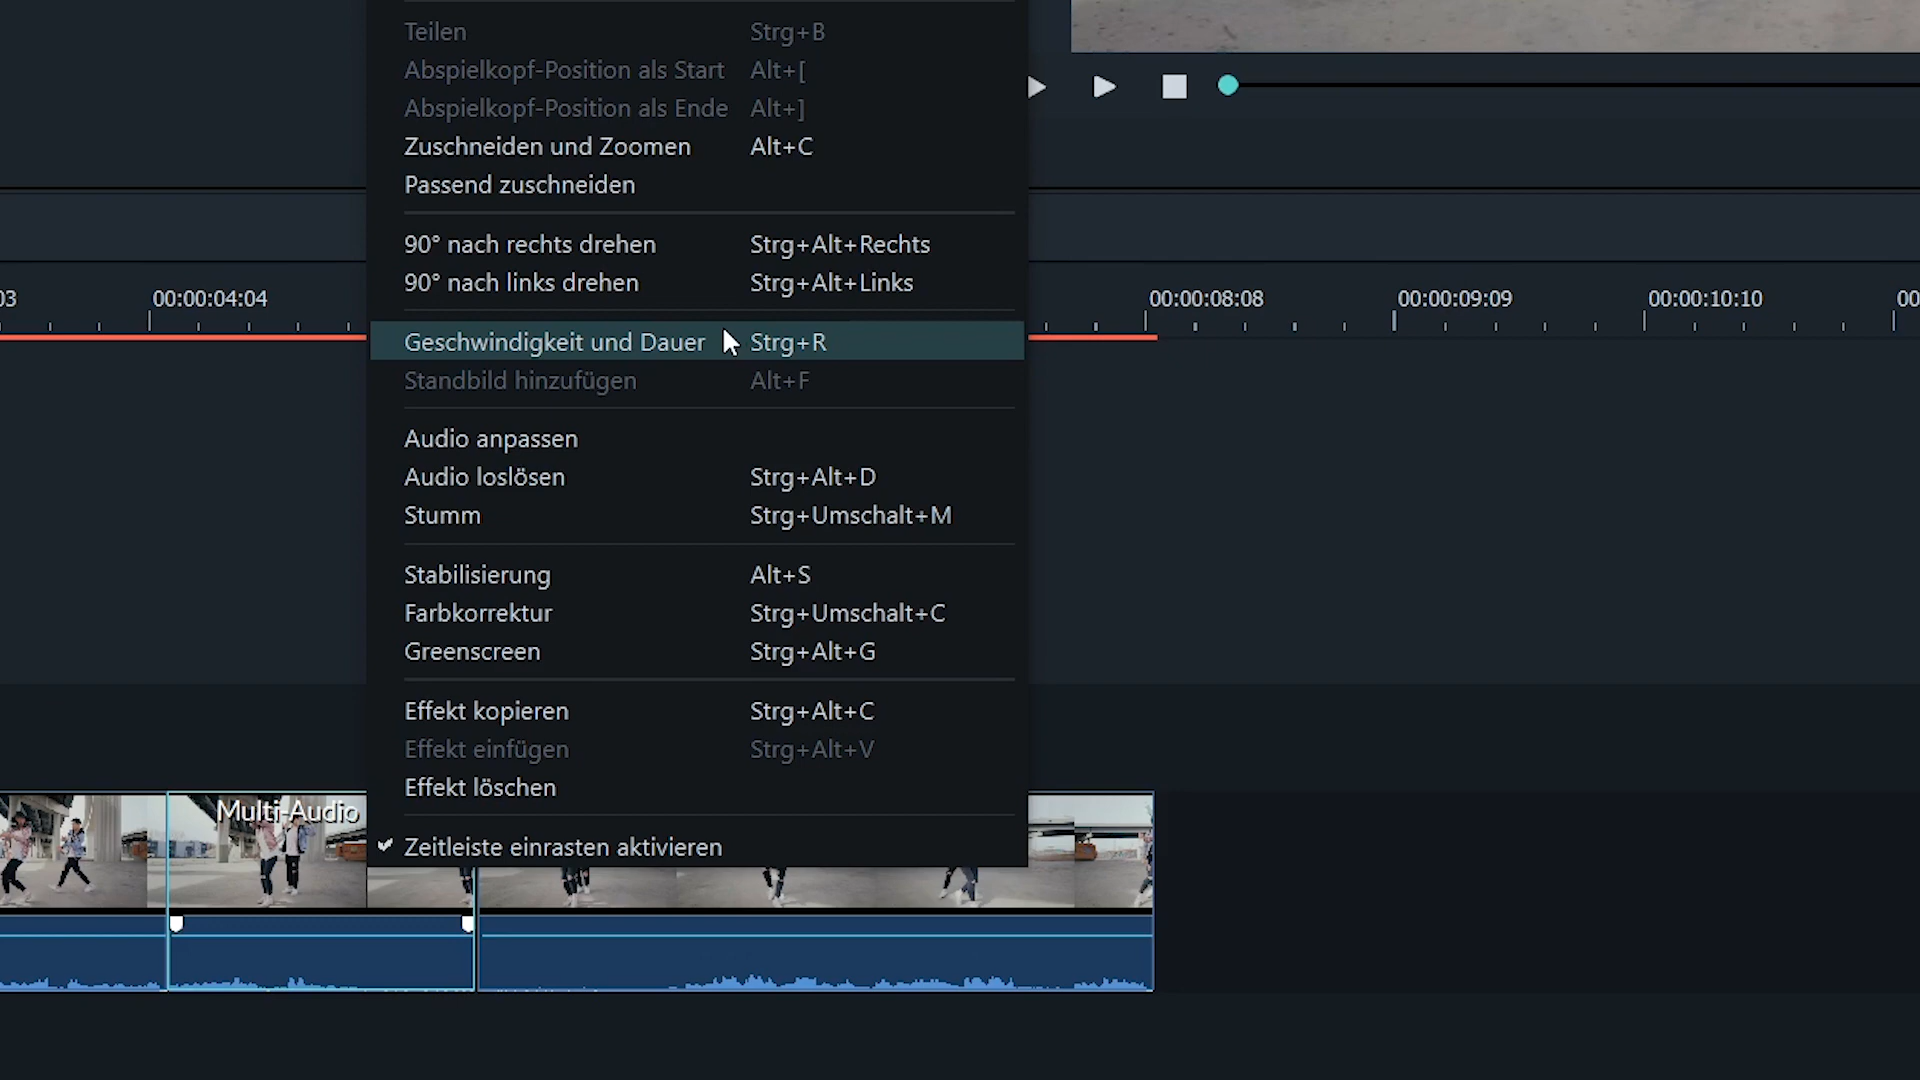 Teilen Strg+B
Abspielkopf-Position als Start Alt+[
Abspielkopf-Position als Ende Alt+]
Zuschneiden und Zoomen Alt+C
Passend zuschneiden
90° nach rechts drehen Strg+Alt+Rechts
90° nach links drehen Strg+Alt+Links
03 00:00:04:04 00:00:08:08 00:00:09:09 00:00:10:10 00
Geschwindigkeit und Dauer Strg+R
Standbild hinzufügen Alt+F
Audio anpassen
Audio loslösen Strg+Alt+D
Stumm Strg+Umschalt+M
Stabilisierung Alt+S
Farbkorrektur Strg+Umschalt+C
Greenscreen Strg+Alt+G
Effekt kopieren Strg+Alt+C
Effekt einfügen Strg+Alt+V
Effekt löschen
Multi-Audio
Zeitleiste einrasten aktivieren